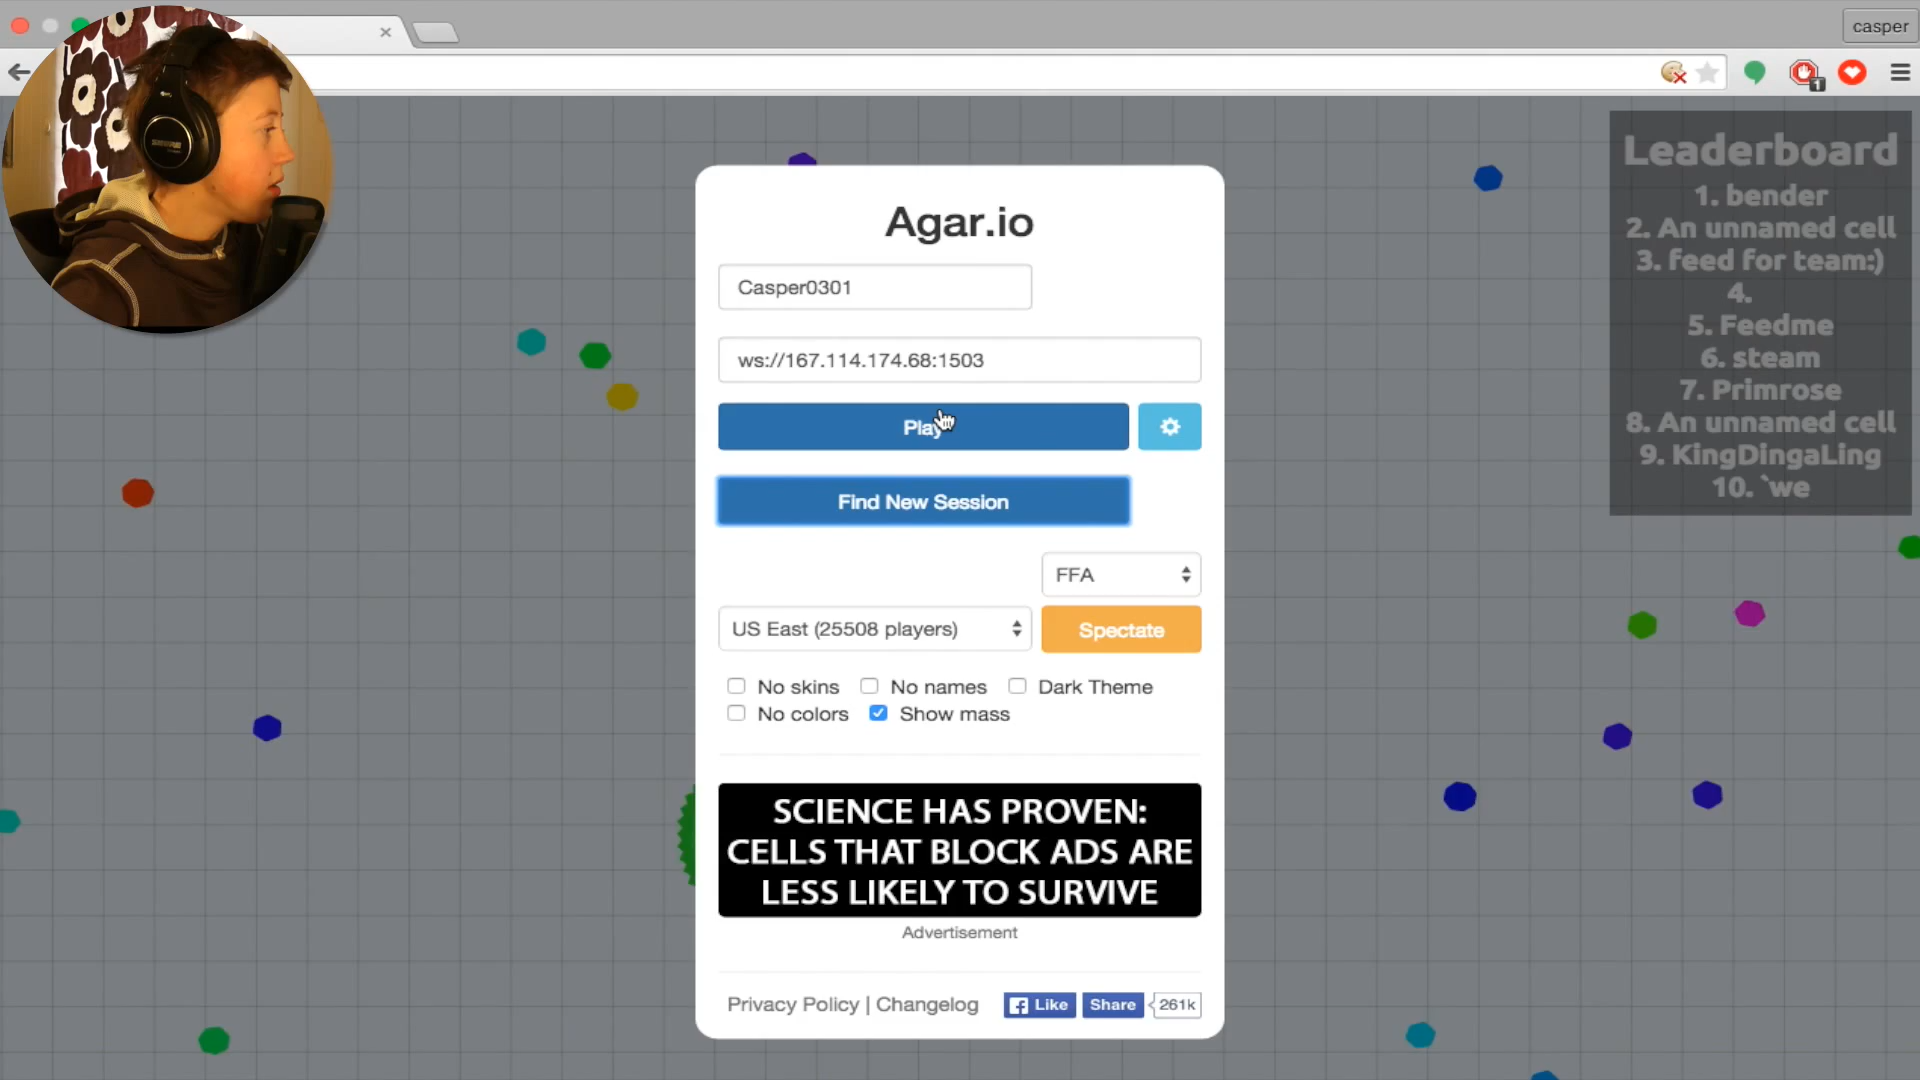 casper
1
Leaderboard
1. bender
2. An unnamed cell
3. feed for team:)
4.
5. Feedme
6. steam
7. Primrose
8. An unnamed cell
9. KingDingaLing
10. `we
Agar.io
Casper0301
ws://167.114.174.68:1503
Play
Find New Session
FFA
US East (25508 players)
Spectate
No skins No names Dark Theme
No colors Show mass
SCIENCE HAS PROVEN:
CELLS THAT BLOCK ADS ARE
LESS LIKELY TO SURVIVE
Advertisement
Privacy Policy | Changelog Like Share 261k